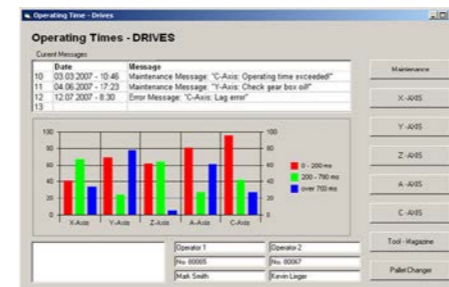 Operating Time - Drives
Operating Times - DRIVES
Current Messages
Date Message
10 03.03.2007 - 10:46 Maintenance Message: "C-Axis: Operating time exceeded!"
11 04.06.2007 - 17:23 Maintenance Message: "Y-Axis: Check gear box oil!"
12 12.07.2007 - 8:30 Error Message: "C-Axis: Lag error"
13
Maintenance
X-AXIS
Y-AXIS
Z-AXIS
A-AXIS
C-AXIS
Tool-Magazine
Pallet Changer
100 100
80 80
60 60
40 40
20 20
0 0
X-Axis Y-Axis Z-Axis A-Axis C-Axis
0 - 200 ms
200 - 700 ms
over 700 ms
Operator 1 Operator 2
No: 80065 No: 80067
Mark Smith Kevin